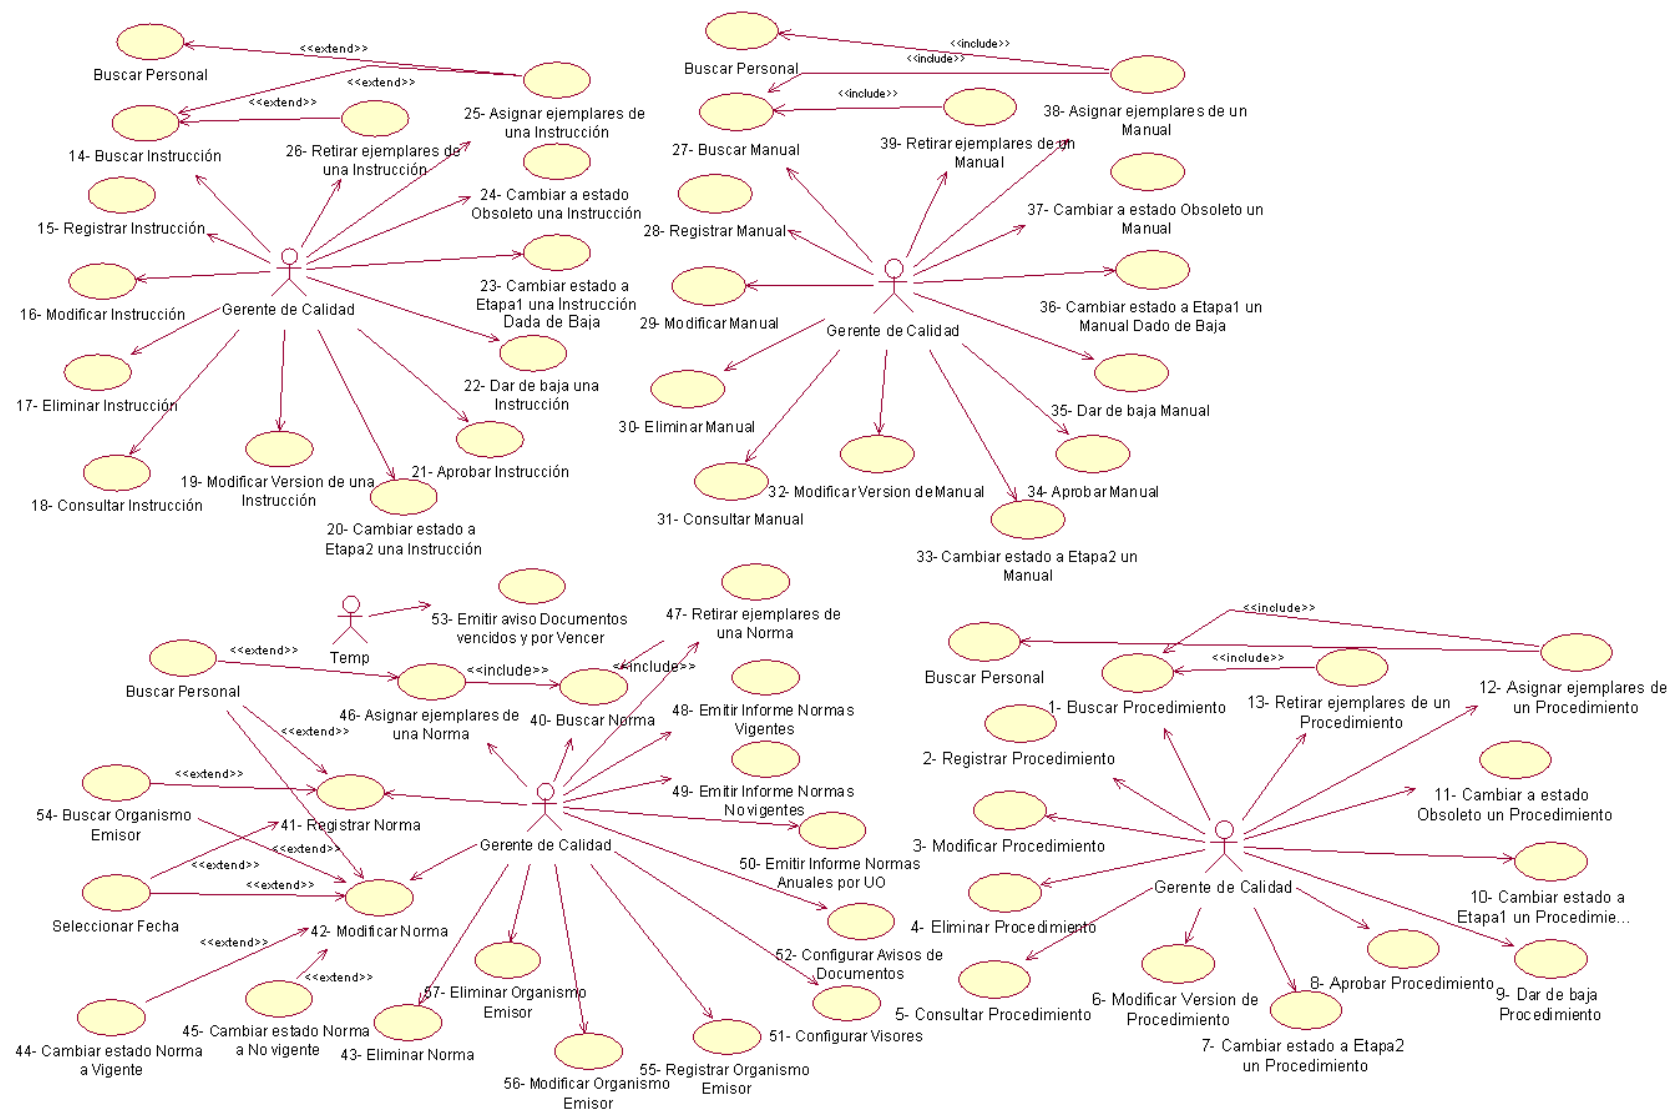 <<extend>>
Buscar Personal
<<extend>>
<<extend>>
25- Asignar ejemplares de
una Instrucción
14- Buscar Instrucción
26- Retirar ejemplares de
una Instrucción
24- Cambiar a estado
Obsoleto una Instrucción
15- Registrar Instrucción
23- Cambiar estado a
Etapa1 una Instrucción
Dada de Baja
16- Modificar Instrucción
Gerente de Calidad
22- Dar de baja una
Instrucción
17- Eliminar Instrucción
21- Aprobar Instrucción
19- Modificar Version de una
Instrucción
18- Consultar Instrucción
20- Cambiar estado a
Etapa2 una Instrucción
<<include>>
<<include>>
Buscar Personal
<<include>>
38- Asignar ejemplares de un
Manual
27- Buscar Manual
39- Retirar ejemplares de un
Manual
37- Cambiar a estado Obsoleto un
Manual
28- Registrar Manual
36- Cambiar estado a Etapa1 un
Manual Dado de Baja
29- Modificar Manual
Gerente de Calidad
35- Dar de baja Manual
30- Eliminar Manual
34- Aprobar Manual
32- Modificar Version de Manual
31- Consultar Manual
33- Cambiar estado a Etapa2 un
Manual
53- Emitir aviso Documentos
vencidos y por Vencer
Temp
47- Retirar ejemplares de
una Norma
<<extend>>
<<include>>
<<include>>
Buscar Personal
46- Asignar ejemplares de
una Norma
40- Buscar Norma
48- Emitir Informe Normas
Vigentes
<<extend>>
<<extend>>
49- Emitir Informe Normas
No vigentes
54- Buscar Organismo
Emisor
41- Registrar Norma
Gerente de Calidad
<<extend>>
<<extend>>
50- Emitir Informe Normas
Anuales por UO
Seleccionar Fecha
42- Modificar Norma
<<extend>>
<<extend>>
52- Configurar Avisos de
Documentos
57- Eliminar Organismo
Emisor
45- Cambiar estado Norma
a No vigente
44- Cambiar estado Norma
a Vigente
43- Eliminar Norma
51- Configurar Visores
56- Modificar Organismo
Emisor
55- Registrar Organismo
Emisor
<<include>>
<<include>>
Buscar Personal
12- Asignar ejemplares de
un Procedimiento
1- Buscar Procedimiento
13- Retirar ejemplares de un
Procedimiento
2- Registrar Procedimiento
11- Cambiar a estado
Obsoleto un Procedimiento
3- Modificar Procedimiento
Gerente de Calidad
10- Cambiar estado a
Etapa1 un Procedimie...
4- Eliminar Procedimiento
8- Aprobar Procedimiento
9- Dar de baja
Procedimiento
5- Consultar Procedimiento
6- Modificar Version de
Procedimiento
7- Cambiar estado a Etapa2
un Procedimiento